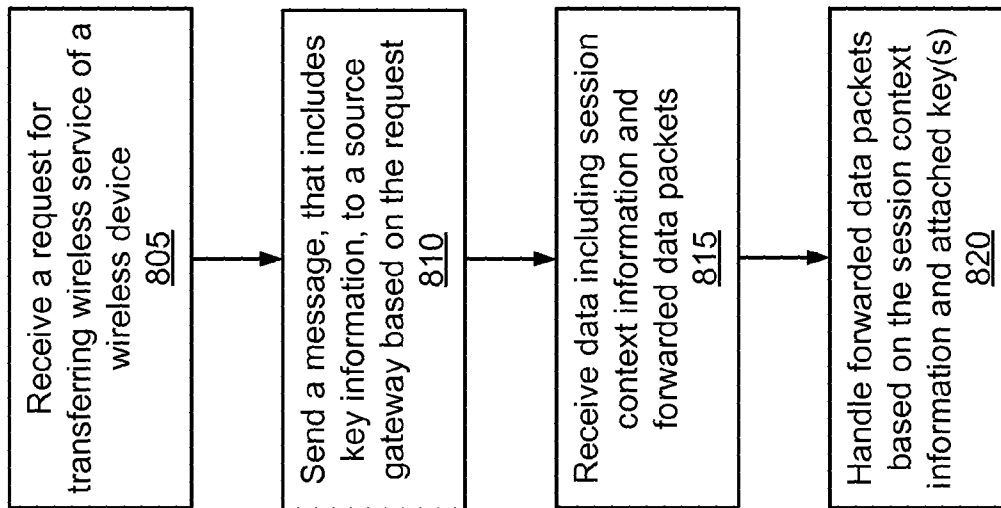 Receive a request for
transferring wireless service of a
wireless device
805
Send a message, that includes
key information, to a source
gateway based on the request
810
Receive data including session
context information and
forwarded data packets
815
Handle forwarded data packets
based on the session context
information and attached key(s)
820